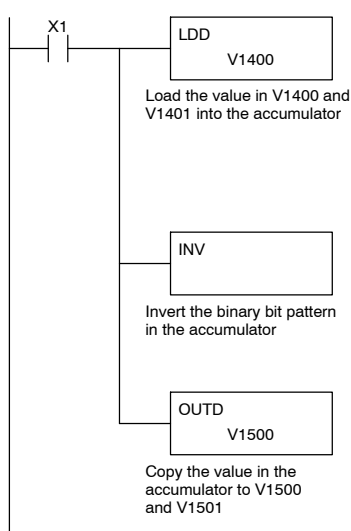 X1
LDD
V1400
Load the value in V1400 and
V1401 into the accumulator
INV
Invert the binary bit pattern
in the accumulator
OUTD
V1500
Copy the value in the
accumulator to V1500
and V1501